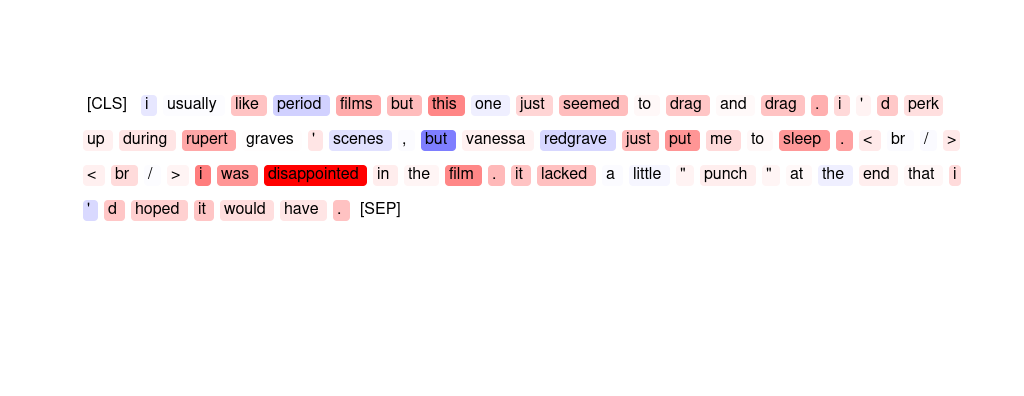 [CLS] i usually like period films but this one just seemed to drag and drag . i ' d perk
up during rupert graves ' scenes , but vanessa redgrave just put me to sleep . < br / >
< br / > i was disappointed in the film . it lacked a little " punch " at the end that i
' d hoped it would have . [SEP]